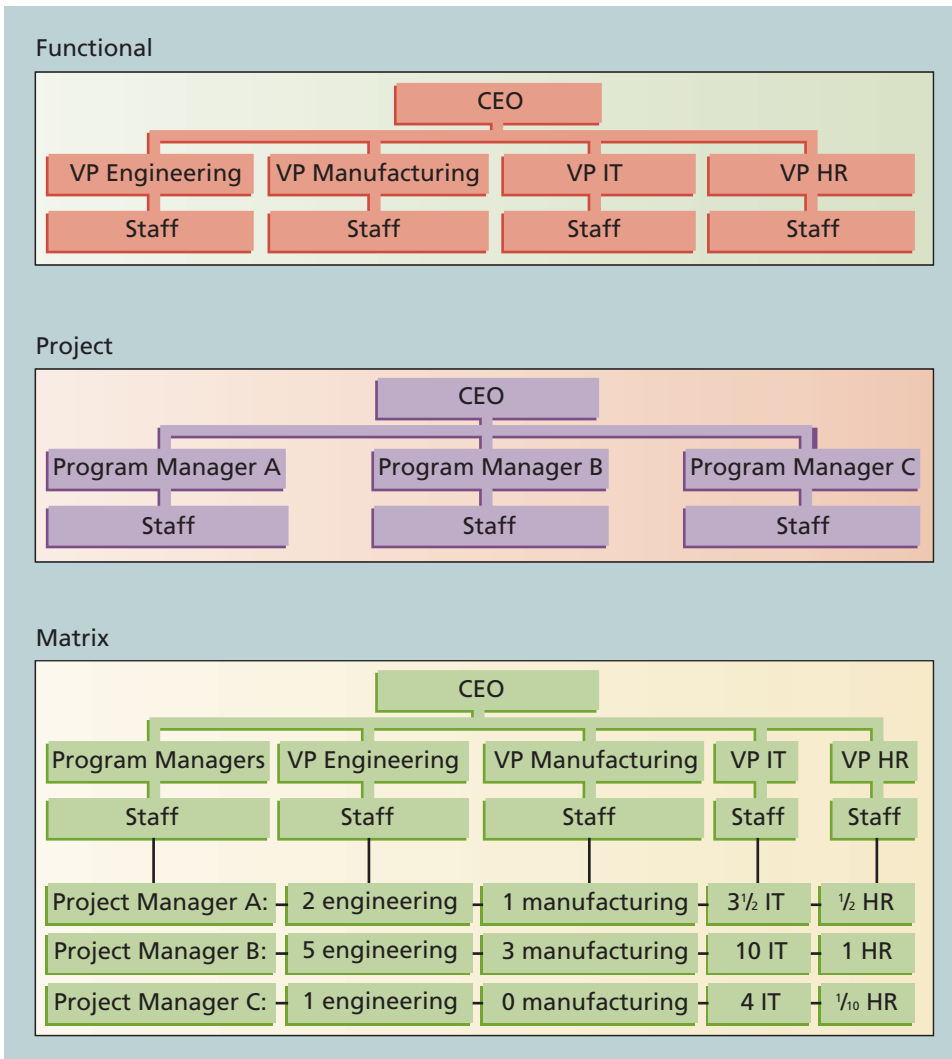 Functional
CEO
VP Engineering VP Manufacturing VP IT VP HR
Staff Staff Staff Staff
Project
CEO
Program Manager A Program Manager B Program Manager C
Staff Staff Staff
Matrix
CEO
Program Managers VP Engineering VP Manufacturing VP IT VP HR
Staff Staff Staff Staff Staff
Project Manager A: 2 engineering 1 manufacturing 3½ IT ½ HR
Project Manager B: 5 engineering 3 manufacturing 10 IT 1 HR
Project Manager C: 1 engineering 0 manufacturing 4 IT 1/10 HR